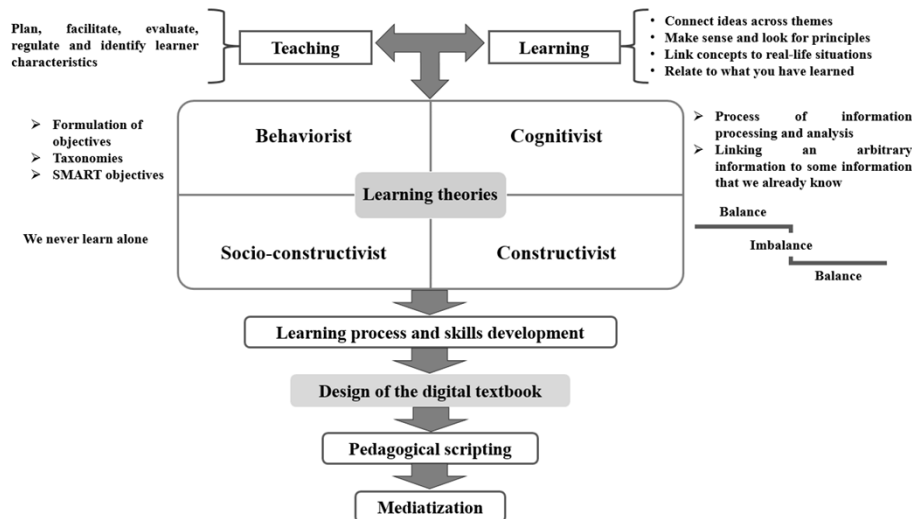 Plan, facilitate, evaluate,
regulate and identify learner
characteristics
Teaching
Learning
• Connect ideas across themes
• Make sense and look for principles
• Link concepts to real-life situations
• Relate to what you have learned
➢ Formulation of
objectives
➢ Taxonomies
➢ SMART objectives
Behaviorist
Cognitivist
➢ Process of information
processing and analysis
➢ Linking an arbitrary
information to some information
that we already know
Learning theories
We never learn alone
Socio-constructivist
Constructivist
Balance
Imbalance
Balance
Learning process and skills development
Design of the digital textbook
Pedagogical scripting
Mediatization